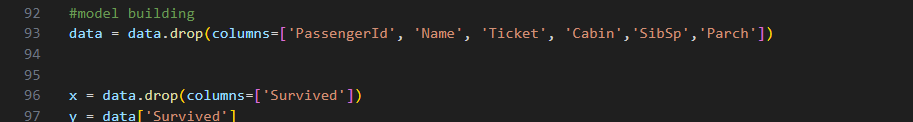 92 #model building
93 data = data.drop(columns=['PassengerId', 'Name', 'Ticket', 'Cabin','SibSp','Parch'])
94
95
96 x = data.drop(columns=['Survived'])
97 y = data['Survived']